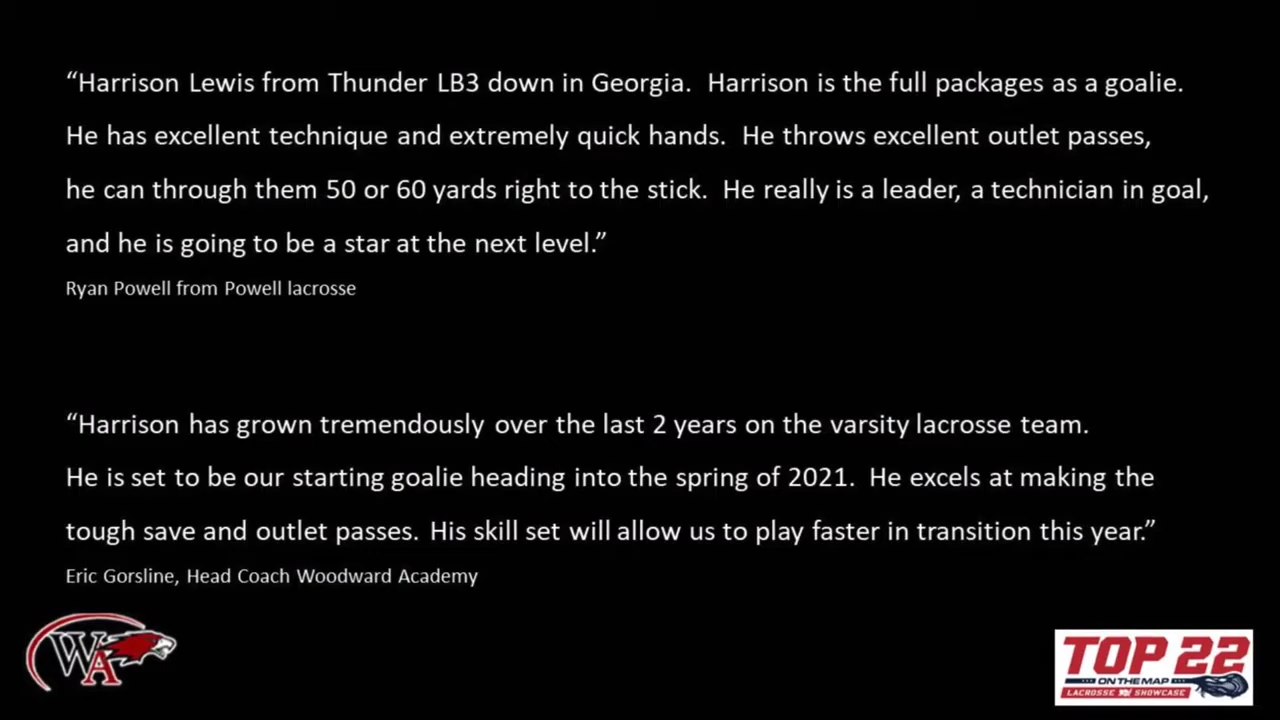 “Harrison Lewis from Thunder LB3 down in Georgia.  Harrison is the full packages as a goalie.
He has excellent technique and extremely quick hands.  He throws excellent outlet passes,
he can through them 50 or 60 yards right to the stick.  He really is a leader, a technician in goal,
and he is going to be a star at the next level.”
Ryan Powell from Powell lacrosse
“Harrison has grown tremendously over the last 2 years on the varsity lacrosse team.
He is set to be our starting goalie heading into the spring of 2021.  He excels at making the
tough save and outlet passes.  His skill set will allow us to play faster in transition this year.”
Eric Gorsline, Head Coach Woodward Academy
WA
TOP 22
ON THE MAP
LACROSSE SHOWCASE